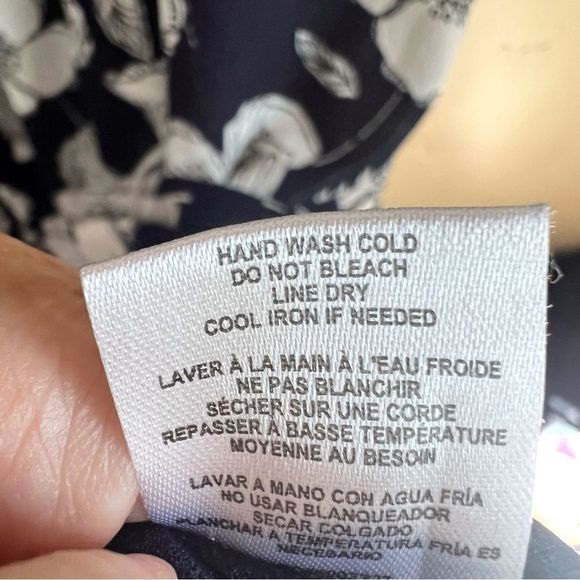 HAND WASH COLD
DO NOT BLEACH
LINE DRY
COOL IRON IF NEEDED
LAVER À LA MAIN À L'EAU FROIDE
NE PAS BLANCHIR
SÉCHER SUR UNE CORDE
REPASSER À BASSE TEMPÉRATURE
MOYENNE AU BESOIN
LAVAR A MANO CON AGUA FRÍA
NO USAR BLANQUEADOR
SECAR COLGADO
PLANCHAR A TEMPERATURA FRÍA ES
NECESARIO